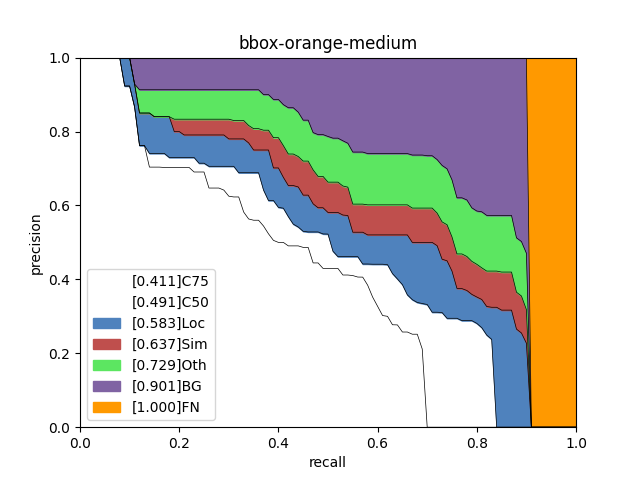 bbox-orange-medium
1.0
0.8
0.6
0.4
0.2
0.0
precision
[0.411]C75
[0.491]C50
[0.583]Loc
[0.637]Sim
[0.729]Oth
[0.901]BG
[1.000]FN
0.0 0.2 0.4 0.6 0.8 1.0
recall